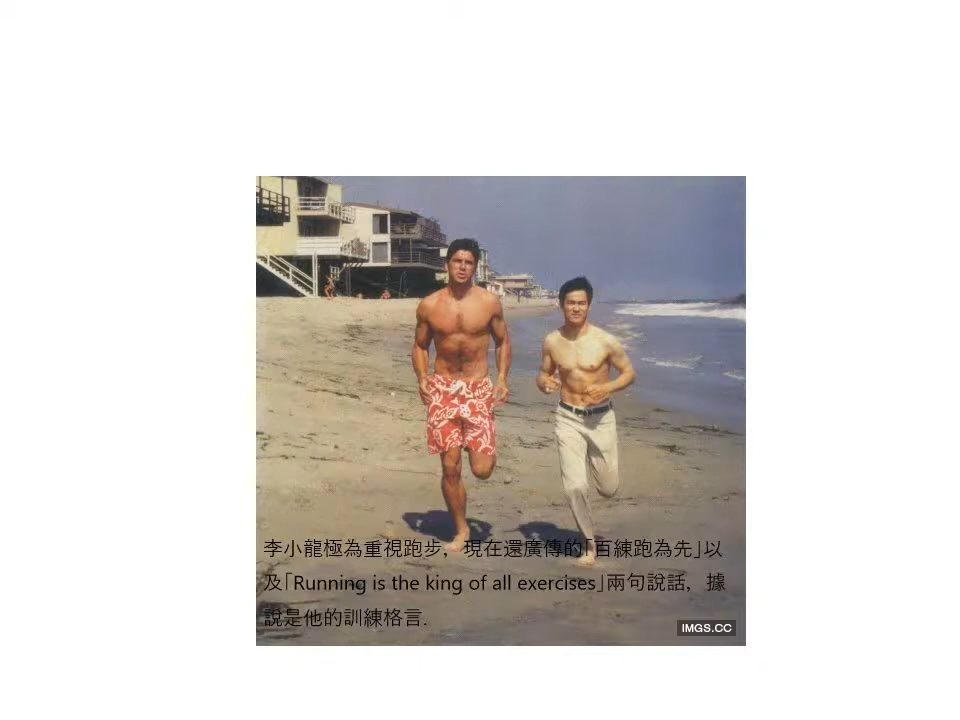 李小龍極為重視跑步，現在還廣傳的「百練跑為先」以
及「Running is the king of all exercises」兩句說話，據
說是他的訓練格言.
IMGS.CC